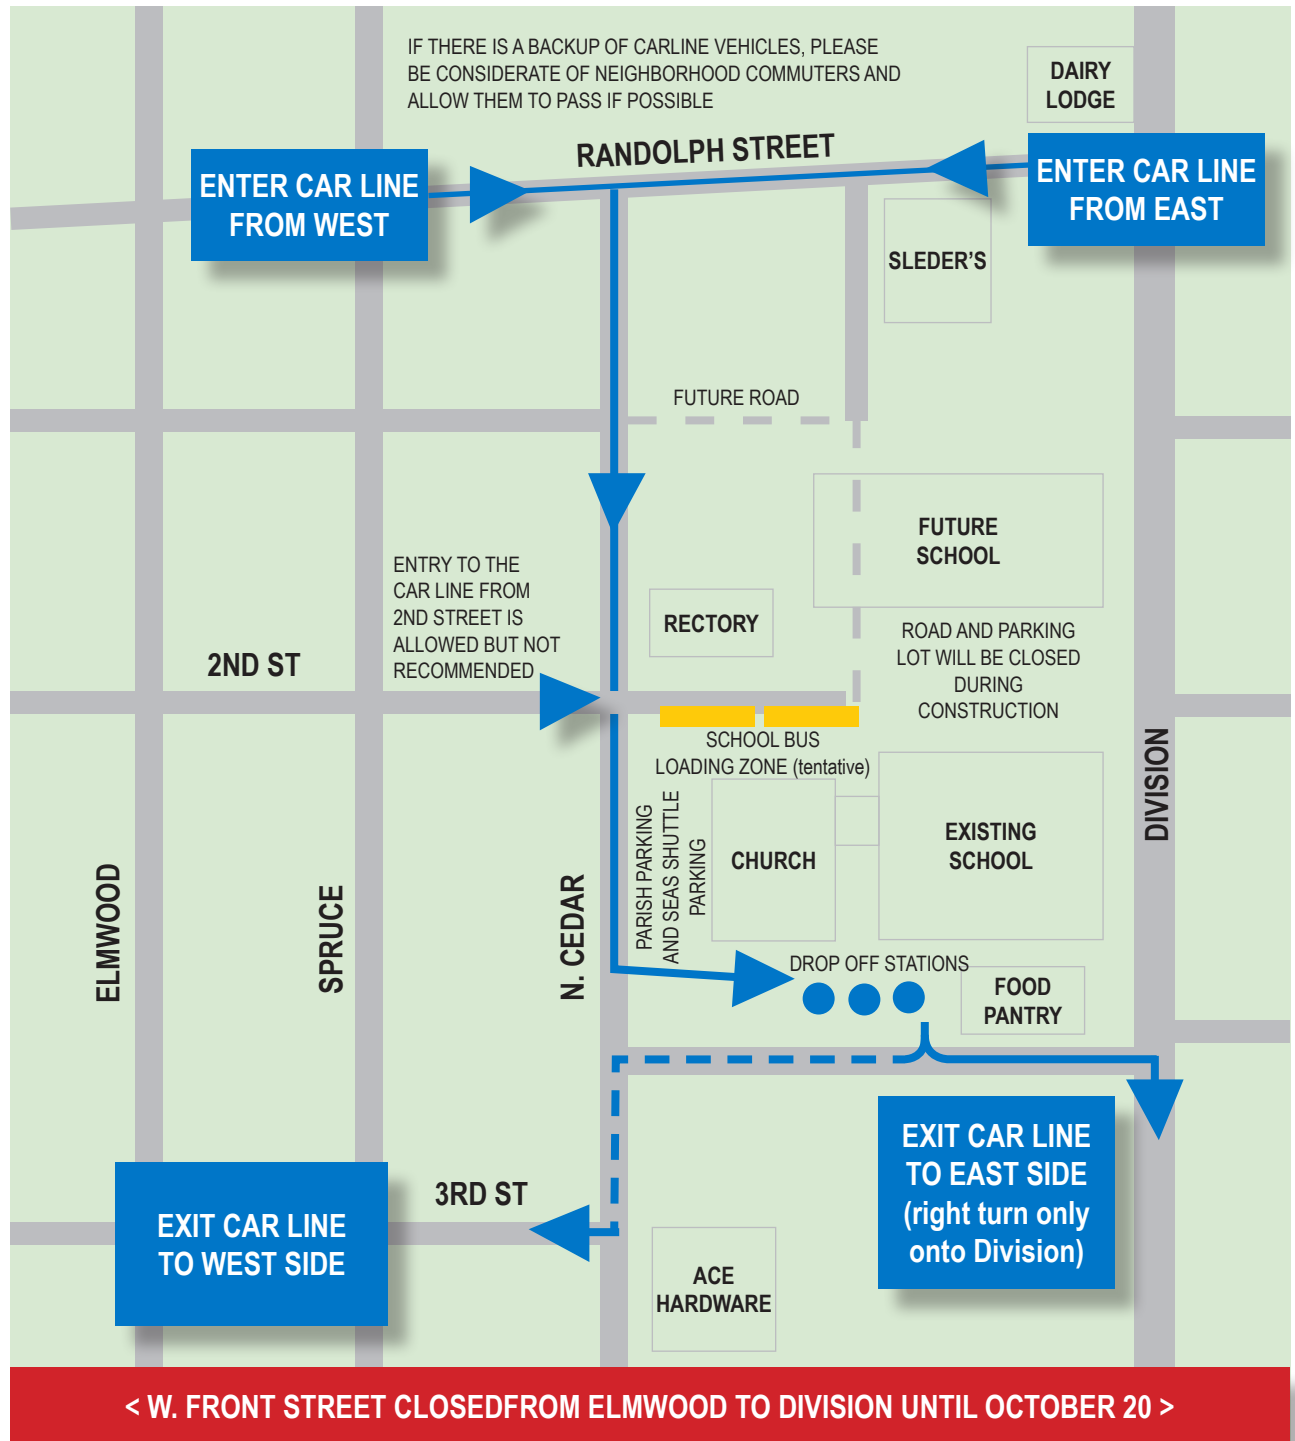 IF THERE IS A BACKUP OF CARLINE VEHICLES, PLEASE
BE CONSIDERATE OF NEIGHBORHOOD COMMUTERS AND
ALLOW THEM TO PASS IF POSSIBLE
DAIRY
LODGE
RANDOLPH STREET
ENTER CAR LINE
FROM WEST
ENTER CAR LINE
FROM EAST
SLEDER'S
FUTURE ROAD
FUTURE
SCHOOL
ENTRY TO THE
CAR LINE FROM
2ND STREET IS
ALLOWED BUT NOT
RECOMMENDED
RECTORY
ROAD AND PARKING
LOT WILL BE CLOSED
DURING
CONSTRUCTION
2ND ST
SCHOOL BUS
LOADING ZONE (tentative)
DIVISION
PARISH PARKING
AND SEAS SHUTTLE
PARKING
CHURCH
EXISTING
SCHOOL
ELMWOOD
SPRUCE
N. CEDAR
DROP OFF STATIONS
FOOD
PANTRY
EXIT CAR LINE
TO EAST SIDE
(right turn only
onto Division)
3RD ST
EXIT CAR LINE
TO WEST SIDE
ACE
HARDWARE
< W. FRONT STREET CLOSEDFROM ELMWOOD TO DIVISION UNTIL OCTOBER 20 >